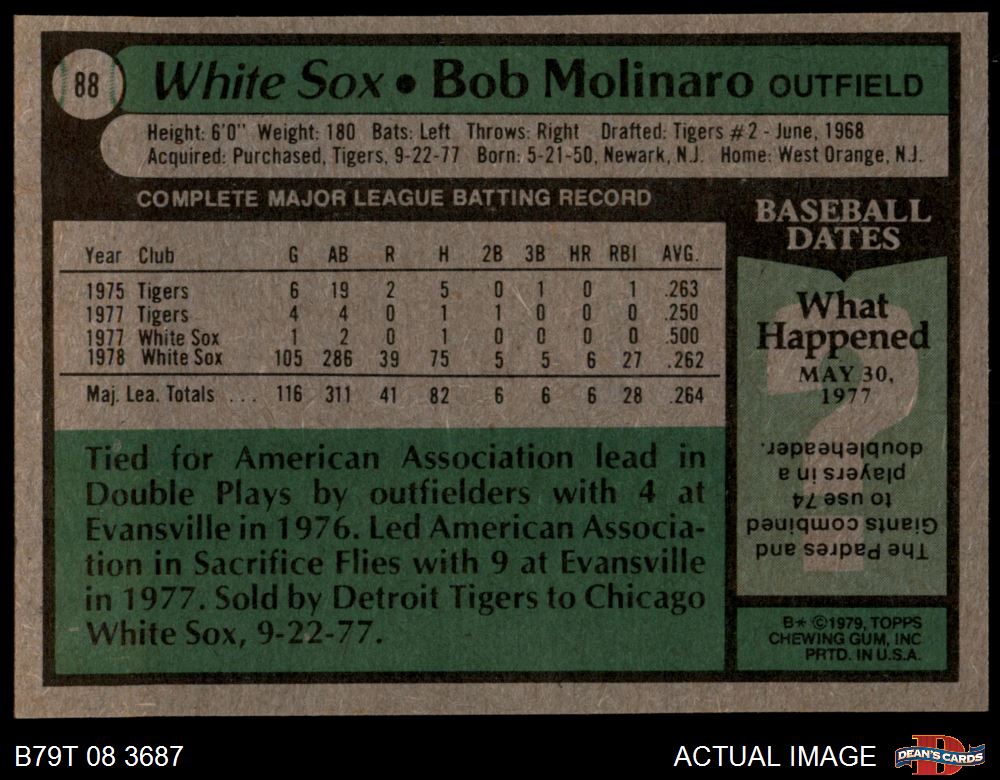 88
White Sox • Bob Molinaro OUTFIELD
Height: 6'0" Weight: 180 Bats: Left Throws: Right Drafted: Tigers #2 - June, 1968
Acquired: Purchased, Tigers, 9-22-77 Born: 5-21-50, Newark, N.J. Home: West Orange, N.J.
COMPLETE MAJOR LEAGUE BATTING RECORD
Year Club G AB R H 2B 3B HR RBI AVG.
1975 Tigers 6 19 2 5 0 1 0 1 .263
1977 Tigers 4 4 0 1 1 0 0 0 .250
1977 White Sox 1 2 0 1 0 0 0 0 .500
1978 White Sox 105 286 39 75 5 5 6 27 .262
Maj. Lea. Totals ... 116 311 41 82 6 6 6 28 .264
Tied for American Association lead in
Double Plays by outfielders with 4 at
Evansville in 1976. Led American Associa-
tion in Sacrifice Flies with 9 at Evansville
in 1977. Sold by Detroit Tigers to Chicago
White Sox, 9-22-77.
BASEBALL
DATES
What
Happened
MAY 30,
1977
The Padres and
Giants combined
to use 74
players in a
doubleheader.
B* ©1979, TOPPS
CHEWING GUM, INC
PRTD. IN U.S.A.
B79T 08 3687
ACTUAL IMAGE
D
DEAN'S CARDS